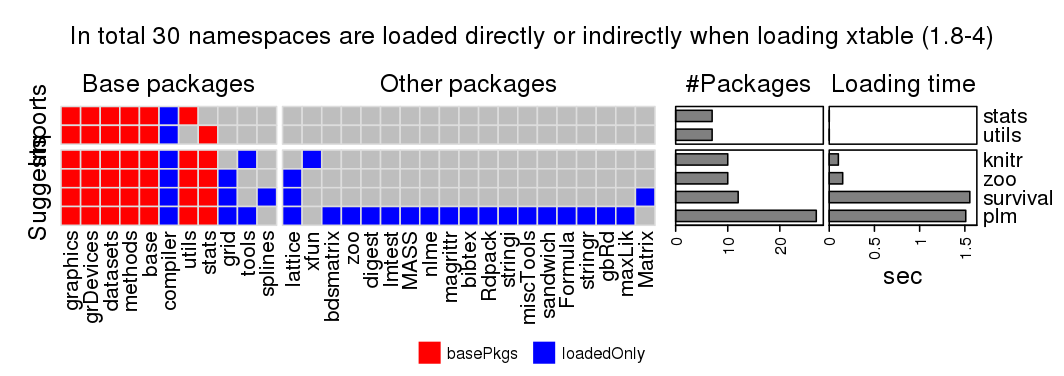 In total 30 namespaces are loaded directly or indirectly when loading xtable (1.8-4)
Base packages
Other packages
#Packages
Loading time
Imports
Suggests
stats
utils
knitr
zoo
survival
plm
graphics
grDevices
datasets
methods
base
compiler
utils
stats
grid
tools
splines
lattice
xfun
bdsmatrix
zoo
digest
lmtest
MASS
nlme
magrittr
bibtex
Rdpack
stringi
miscTools
sandwich
Formula
stringr
gbRd
maxLik
Matrix
0
10
20
0
0.5
1
1.5
sec
basePkgs
loadedOnly